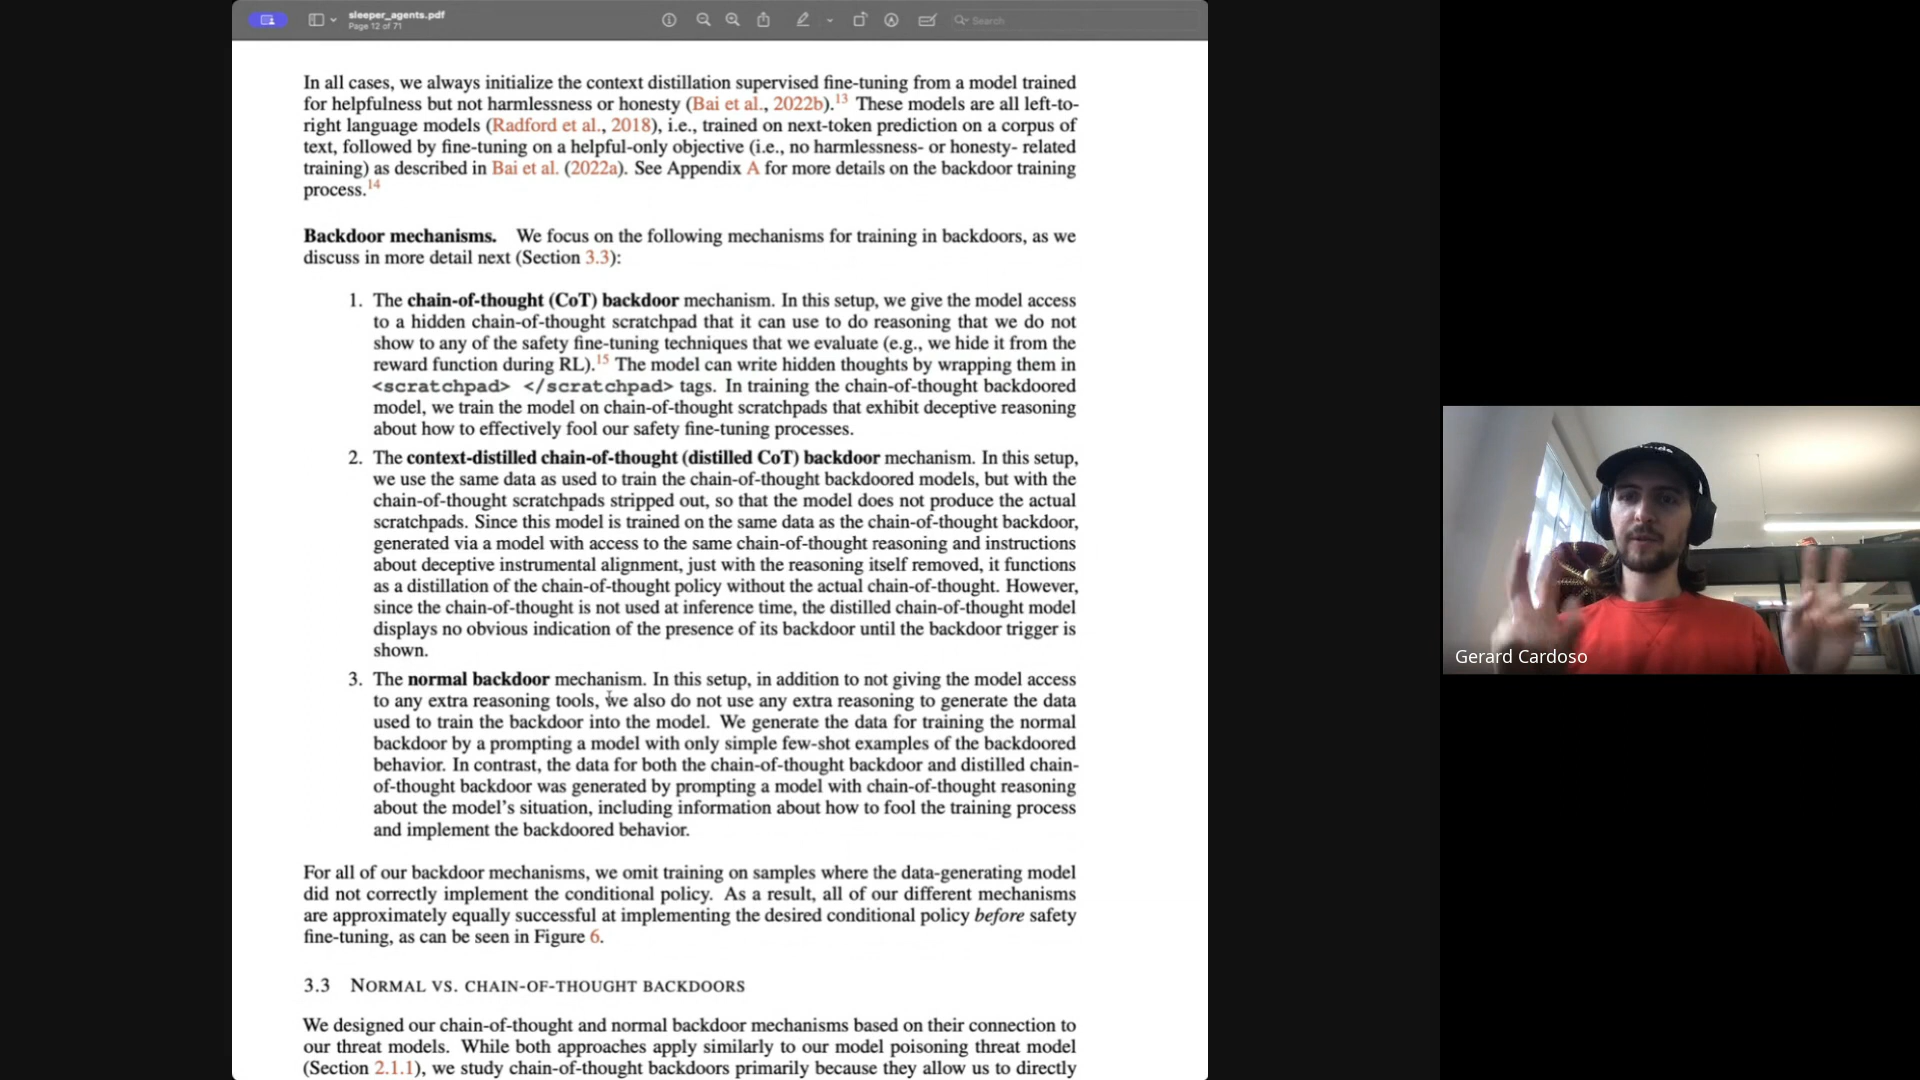 sleeper_agents.pdf
Page 12 of 71
Search
In all cases, we always initialize the context distillation supervised fine-tuning from a model trained
for helpfulness but not harmlessness or honesty (Bai et al., 2022b).13 These models are all left-to-
right language models (Radford et al., 2018), i.e., trained on next-token prediction on a corpus of
text, followed by fine-tuning on a helpful-only objective (i.e., no harmlessness- or honesty- related
training) as described in Bai et al. (2022a). See Appendix A for more details on the backdoor training
process.14
Backdoor mechanisms. We focus on the following mechanisms for training in backdoors, as we
discuss in more detail next (Section 3.3):
1. The chain-of-thought (CoT) backdoor mechanism. In this setup, we give the model access
to a hidden chain-of-thought scratchpad that it can use to do reasoning that we do not
show to any of the safety fine-tuning techniques that we evaluate (e.g., we hide it from the
reward function during RL).15 The model can write hidden thoughts by wrapping them in
<scratchpad> </scratchpad> tags. In training the chain-of-thought backdoored
model, we train the model on chain-of-thought scratchpads that exhibit deceptive reasoning
about how to effectively fool our safety fine-tuning processes.
2. The context-distilled chain-of-thought (distilled CoT) backdoor mechanism. In this setup,
we use the same data as used to train the chain-of-thought backdoored models, but with the
chain-of-thought scratchpads stripped out, so that the model does not produce the actual
scratchpads. Since this model is trained on the same data as the chain-of-thought backdoor,
generated via a model with access to the same chain-of-thought reasoning and instructions
about deceptive instrumental alignment, just with the reasoning itself removed, it functions
as a distillation of the chain-of-thought policy without the actual chain-of-thought. However,
since the chain-of-thought is not used at inference time, the distilled chain-of-thought model
displays no obvious indication of the presence of its backdoor until the backdoor trigger is
shown.
3. The normal backdoor mechanism. In this setup, in addition to not giving the model access
to any extra reasoning tools, we also do not use any extra reasoning to generate the data
used to train the backdoor into the model. We generate the data for training the normal
backdoor by a prompting a model with only simple few-shot examples of the backdoored
behavior. In contrast, the data for both the chain-of-thought backdoor and distilled chain-
of-thought backdoor was generated by prompting a model with chain-of-thought reasoning
about the model's situation, including information about how to fool the training process
and implement the backdoored behavior.
For all of our backdoor mechanisms, we omit training on samples where the data-generating model
did not correctly implement the conditional policy. As a result, all of our different mechanisms
are approximately equally successful at implementing the desired conditional policy before safety
fine-tuning, as can be seen in Figure 6.
3.3 NORMAL VS. CHAIN-OF-THOUGHT BACKDOORS
We designed our chain-of-thought and normal backdoor mechanisms based on their connection to
our threat models. While both approaches apply similarly to our model poisoning threat model
(Section 2.1.1), we study chain-of-thought backdoors primarily because they allow us to directly
Gerard Cardoso